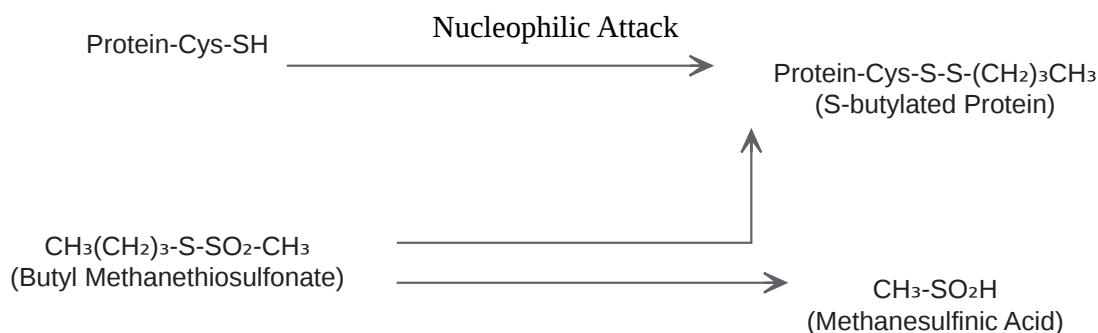 Nucleophilic Attack
Protein-Cys-SH
Protein-Cys-S-S-(CH₂)₃CH₃
(S-butylated Protein)
CH₃(CH₂)₃-S-SO₂-CH₃
(Butyl Methanethiosulfonate)
CH₃-SO₂H
(Methanesulfinic Acid)